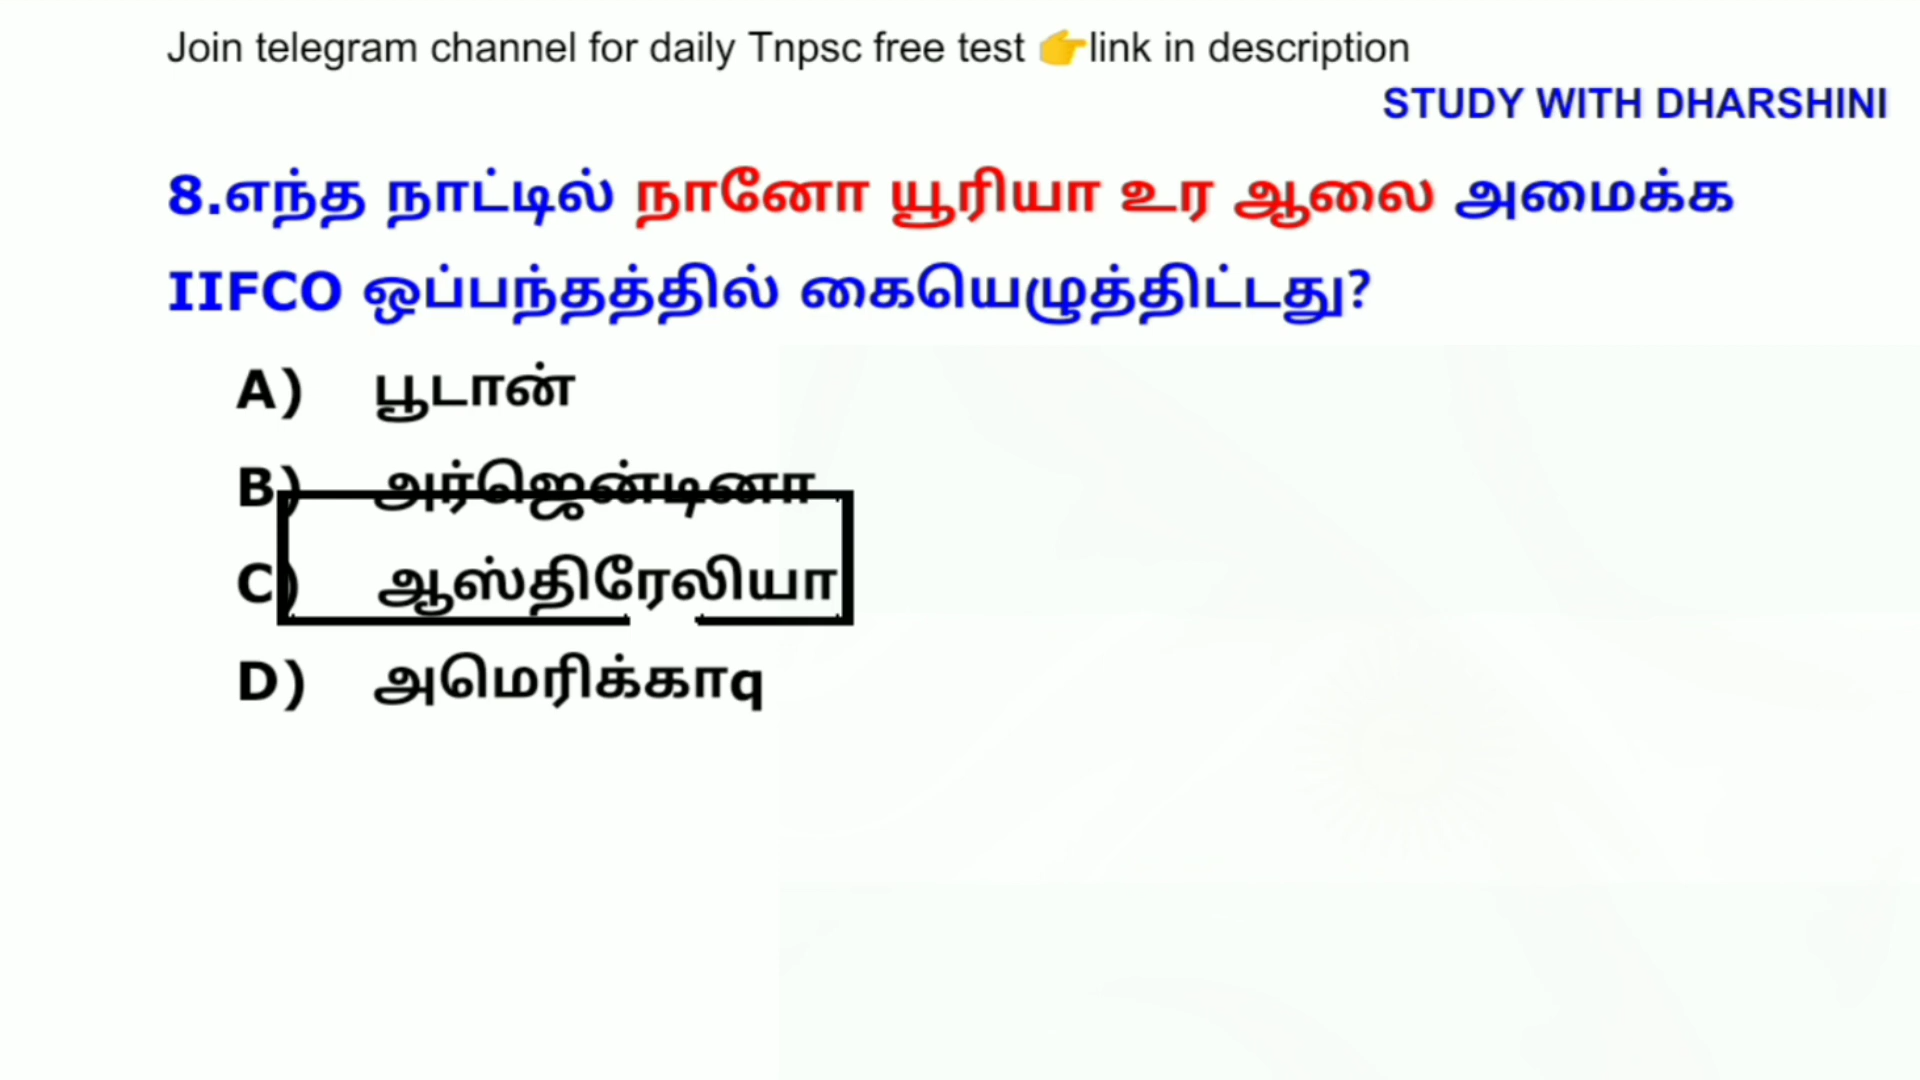 Join telegram channel for daily Tnpsc free test 👉link in description
STUDY WITH DHARSHINI
8.எந்த நாட்டில் நானோ யூரியா உர ஆலை அமைக்க
IIFCO ஒப்பந்தத்தில் கையெழுத்திட்டது?
A) பூடான்
B) அர்ஜெண்டினா
C) ஆஸ்திரேலியா
D) அமெரிக்காq